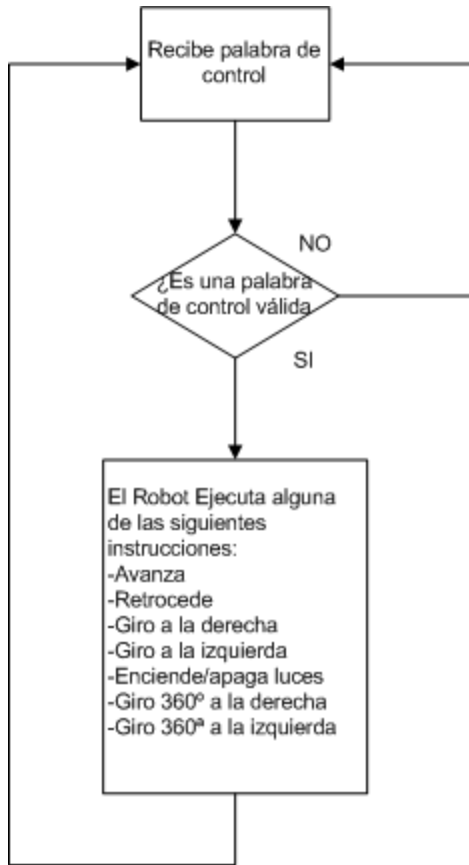 Recibe palabra de
control
NO
¿Es una palabra
de control válida
SI
El Robot Ejecuta alguna
de las siguientes
instrucciones:
-Avanza
-Retrocede
-Giro a la derecha
-Giro a la izquierda
-Enciende/apaga luces
-Giro 360º a la derecha
-Giro 360ª a la izquierda